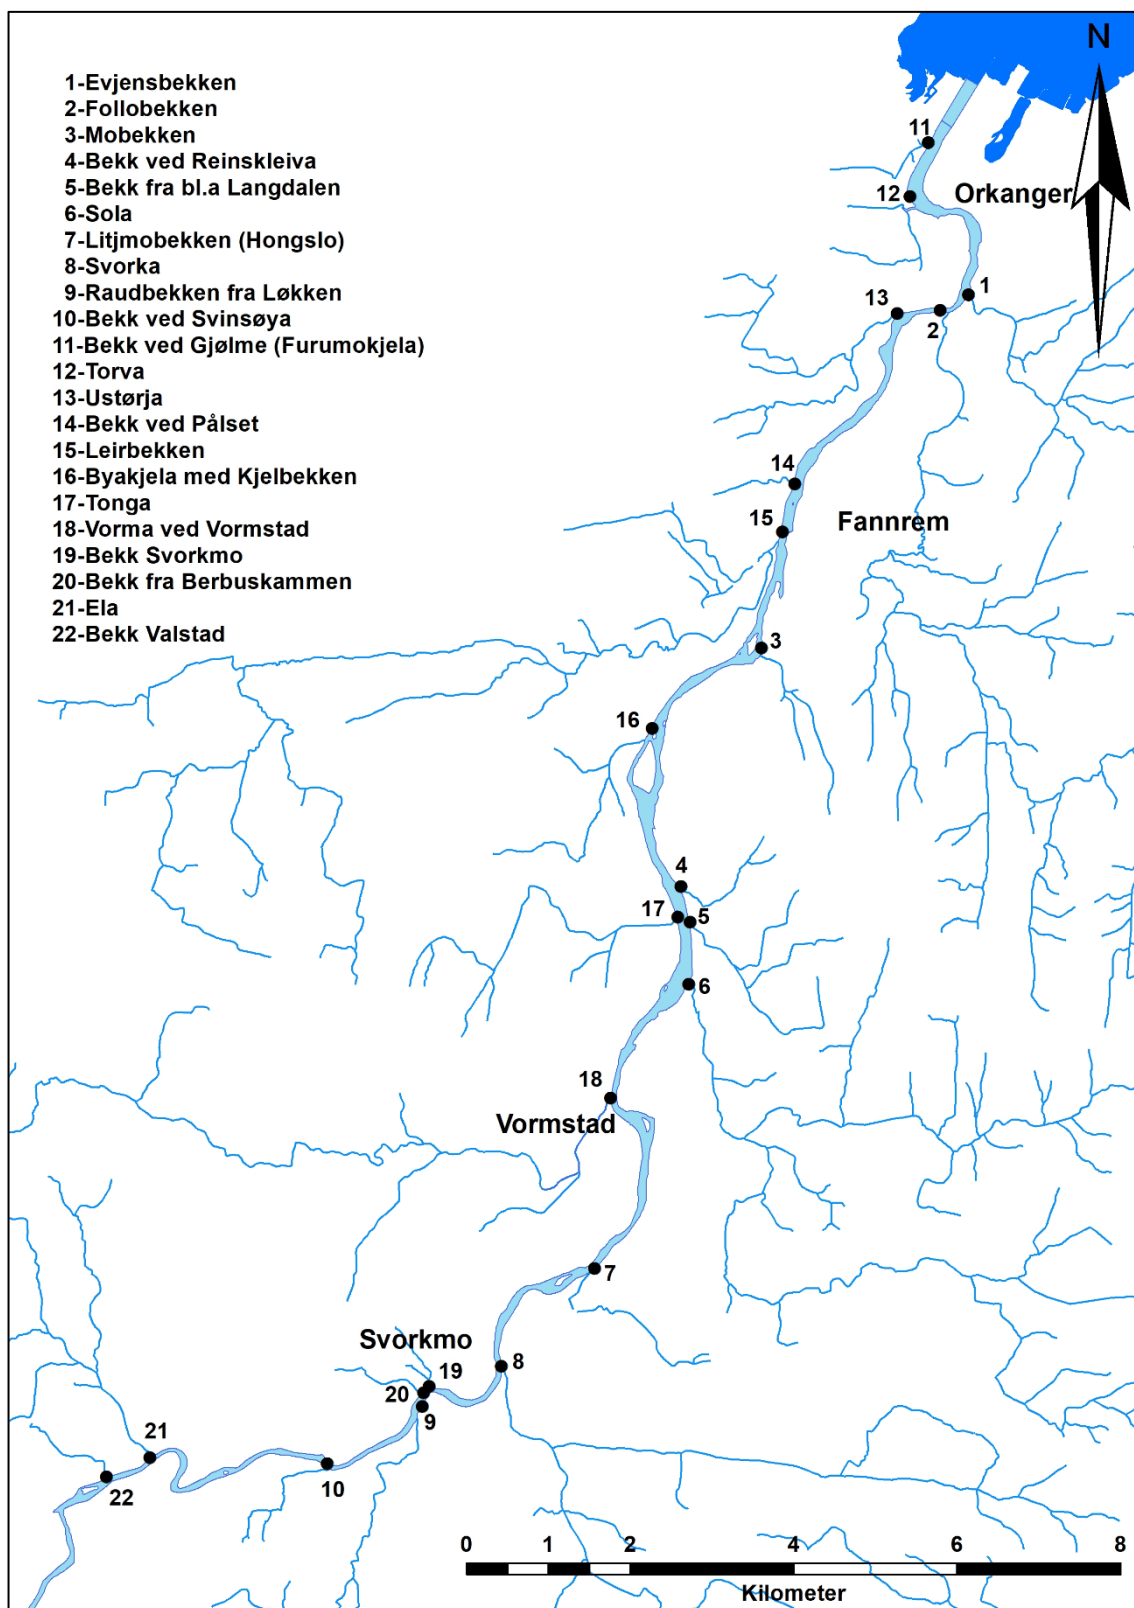 N
1-Evjensbekken
2-Follobekken
3-Mobekken
4-Bekk ved Reinskleiva
5-Bekk fra bl.a Langdalen
6-Sola
7-Litjmobekken (Hongslo)
8-Svorka
9-Raudbekken fra Løkken
10-Bekk ved Svinsøya
11-Bekk ved Gjølme (Furumokjela)
12-Torva
13-Ustørja
14-Bekk ved Pålset
15-Leirbekken
16-Byakjela med Kjelbekken
17-Tonga
18-Vorma ved Vormstad
19-Bekk Svorkmo
20-Bekk fra Berbuskammen
21-Ela
22-Bekk Valstad
11
12
Orkanger
1
13
2
14
15
Fannrem
3
16
4
17
5
6
18
Vormstad
7
Svorkmo
8
19
20
9
21
10
22
0 1 2 4 6 8
Kilometer